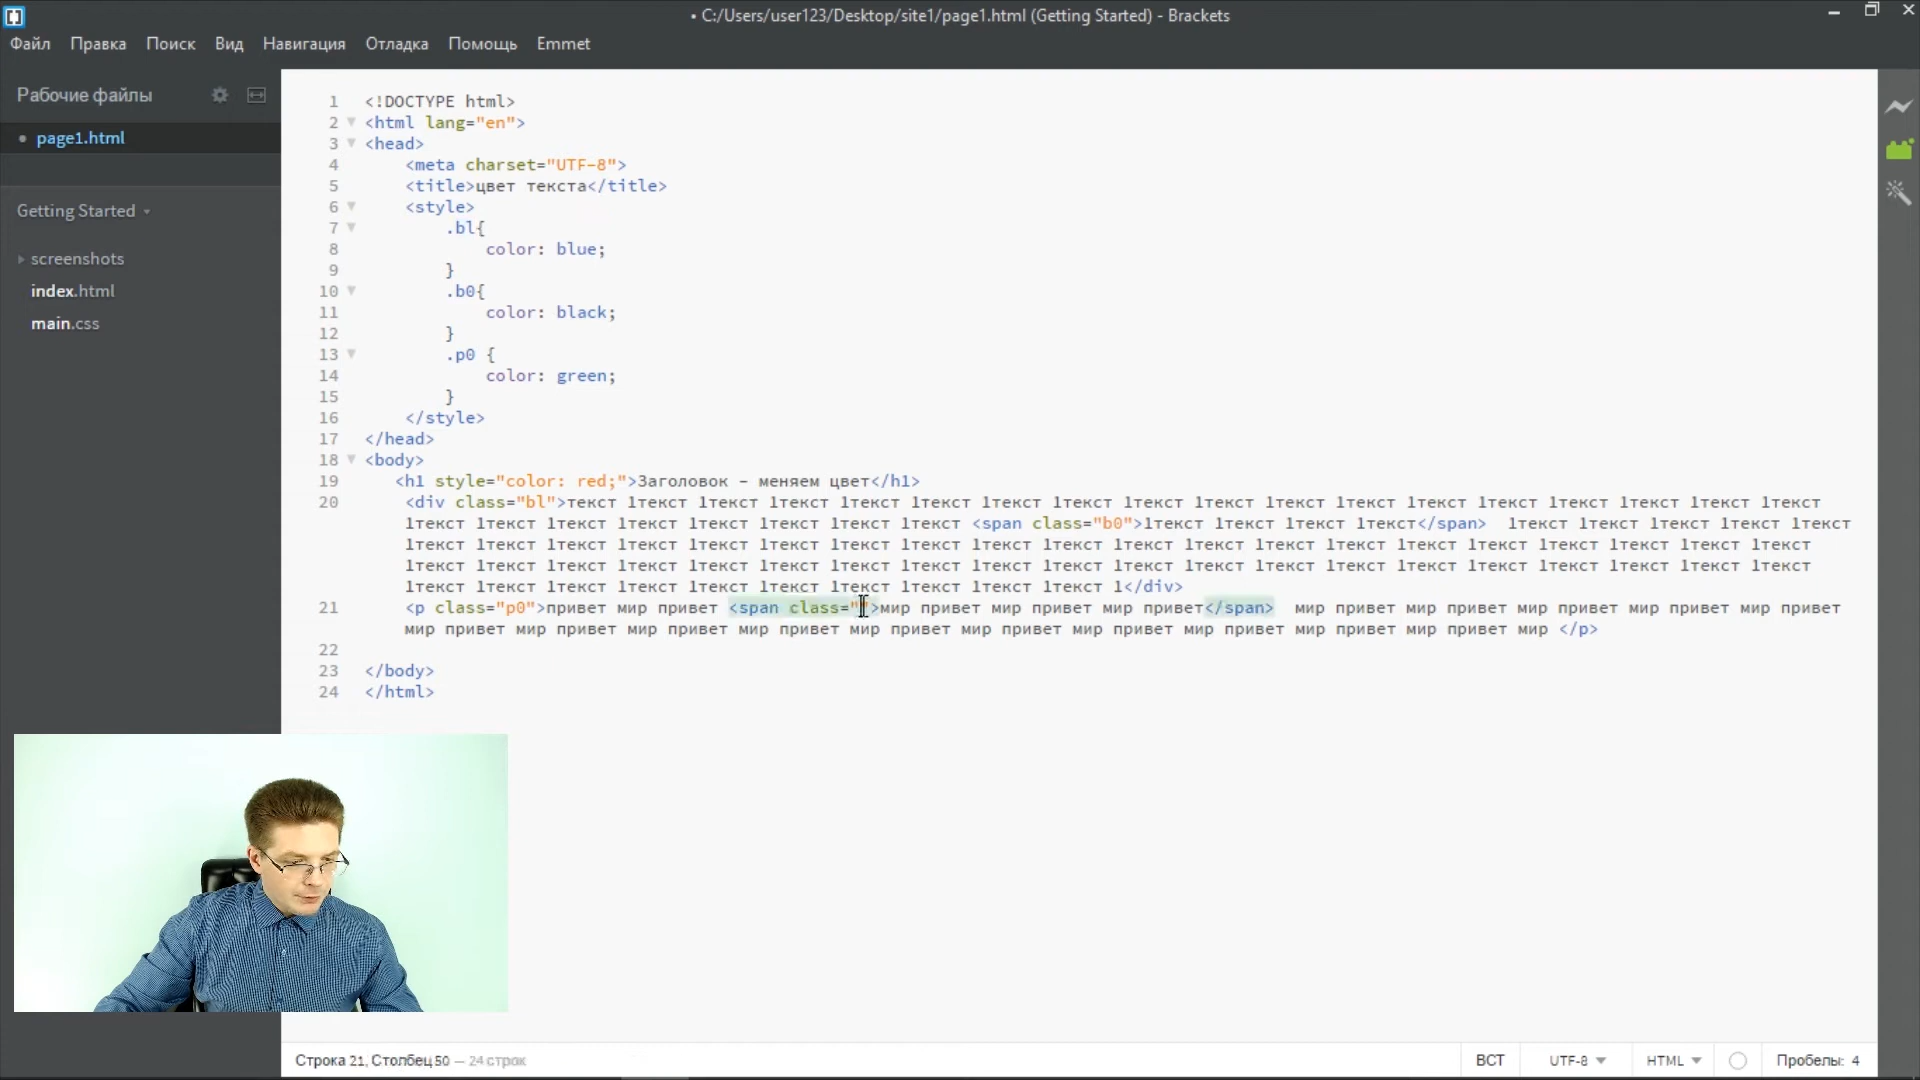 • C:/Users/user123/Desktop/site1/page1.html (Getting Started) - Brackets
Файл Правка Поиск Вид Навигация Отладка Помощь Emmet
Рабочие файлы
• page1.html
Getting Started
screenshots
index.html
main.css
1 <!DOCTYPE html>
2 <html lang="en">
3 <head>
4 <meta charset="UTF-8">
5 <title>цвет текста</title>
6 <style>
7 .bl{
8 color: blue;
9 }
10 .b0{
11 color: black;
12 }
13 .p0 {
14 color: green;
15 }
16 </style>
17 </head>
18 <body>
19 <h1 style="color: red;">Заголовок - меняем цвет</h1>
20 <div class="bl">текст 1текст 1текст 1текст 1текст 1текст 1текст 1текст 1текст 1текст 1текст 1текст 1текст 1текст 1текст 1текст 1текст 1текст
1текст 1текст 1текст 1текст 1текст 1текст 1текст 1текст <span class="b0">1текст 1текст 1текст 1текст</span>  1текст 1текст 1текст 1текст 1текст
1текст 1текст 1текст 1текст 1текст 1текст 1текст 1текст 1текст 1текст 1текст 1текст 1текст 1текст 1текст 1текст 1текст 1текст 1текст 1текст
1текст 1текст 1текст 1текст 1текст 1текст 1текст 1текст 1текст 1текст 1текст 1текст 1текст 1текст 1текст 1текст 1текст 1текст 1текст 1текст
1текст 1текст 1текст 1текст 1текст 1текст 1текст 1текст 1текст 1текст 1</div>
21 <p class="p0">привет мир привет <span class="">мир привет мир привет мир привет</span>  мир привет мир привет мир привет мир привет мир привет
мир привет мир привет мир привет мир привет мир привет мир привет мир привет мир привет мир привет мир привет мир </p>
22
23 </body>
24 </html>
Строка 21, Столбец 50 — 24 строк
ВСТ UTF-8 HTML Пробелы: 4